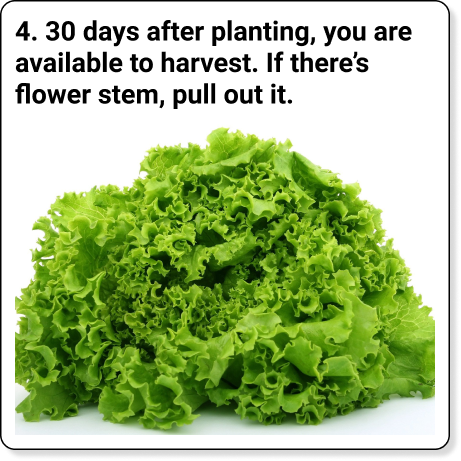 4. 30 days after planting, you are
available to harvest. If there’s
flower stem, pull out it.